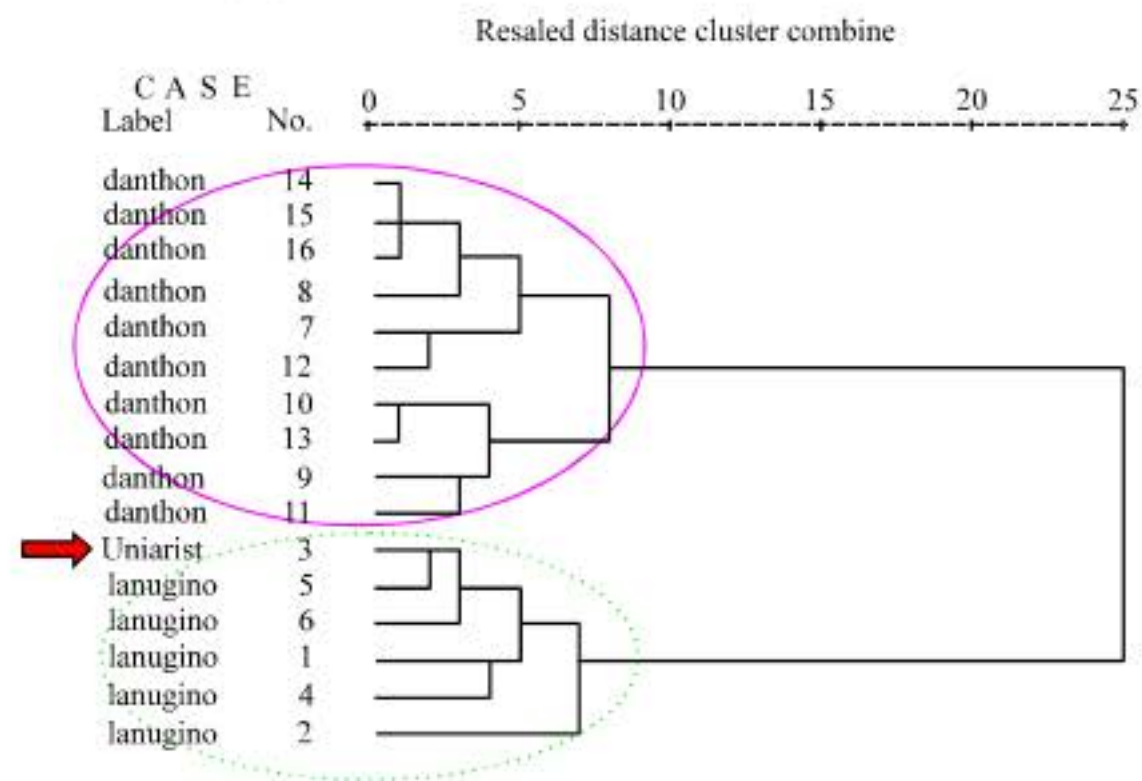 Resaled distance cluster combine
C A S E
0 5 10 15 20 25
Label No.
danthon 14
danthon 15
danthon 16
danthon 8
danthon 7
danthon 12
danthon 10
danthon 13
danthon 9
danthon 11
Uniarist 3
lanugino 5
lanugino 6
lanugino 1
lanugino 4
lanugino 2